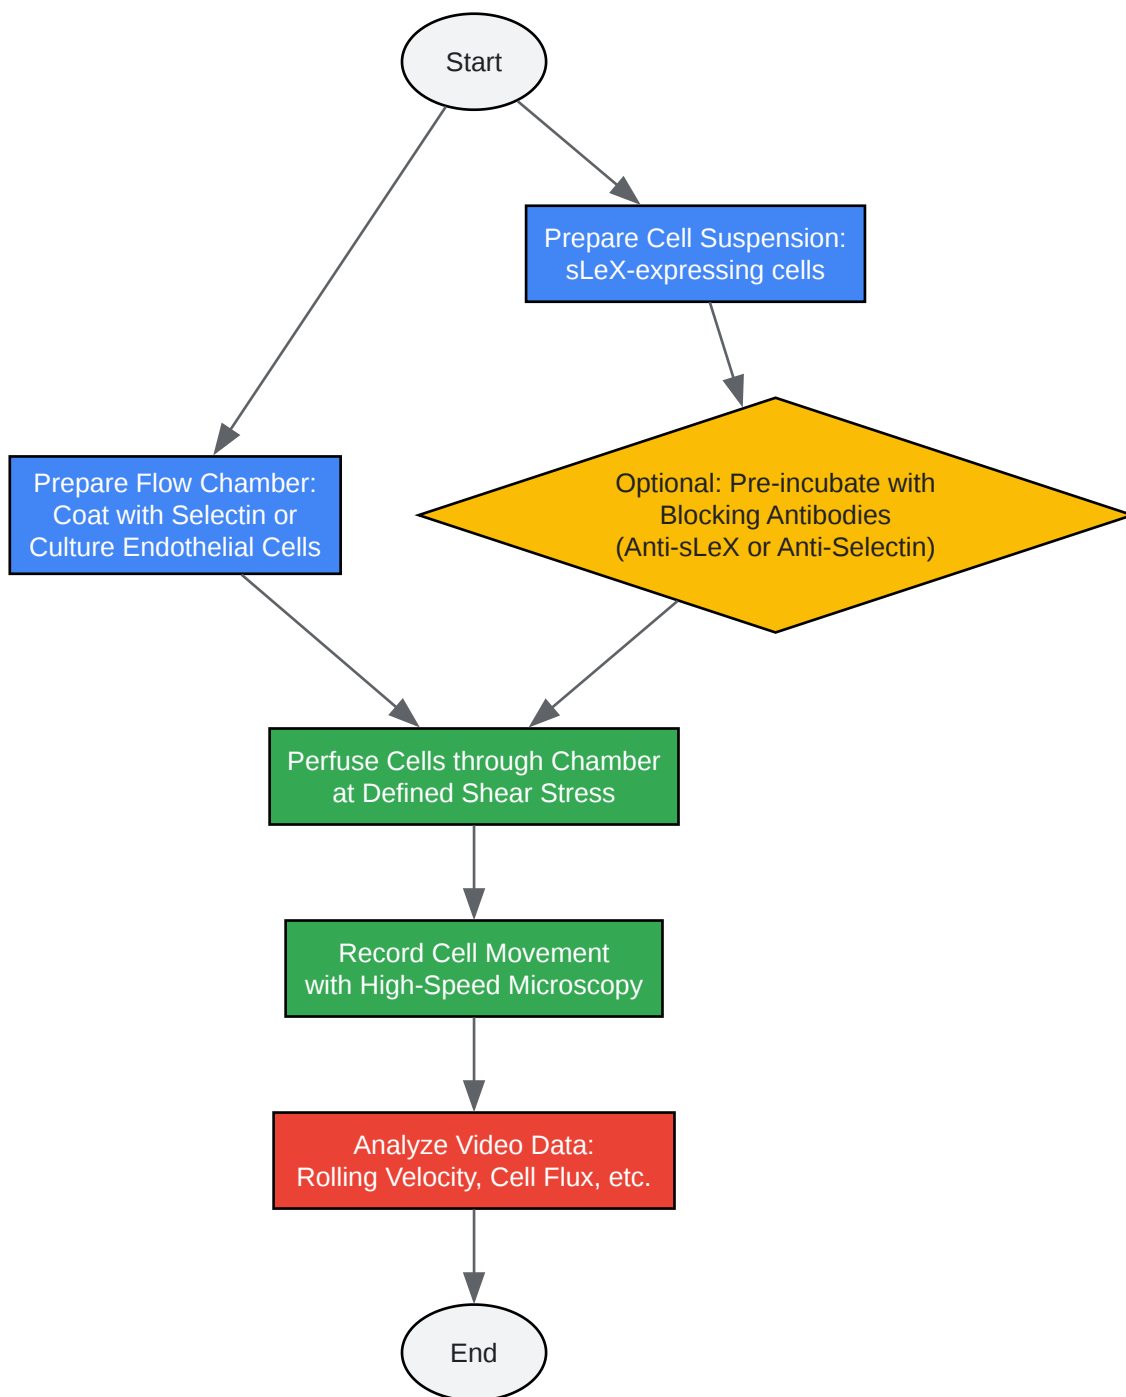 Start
Prepare Cell Suspension:
sLeX-expressing cells
Prepare Flow Chamber:
Coat with Selectin or
Culture Endothelial Cells
Optional: Pre-incubate with
Blocking Antibodies
(Anti-sLeX or Anti-Selectin)
Perfuse Cells through Chamber
at Defined Shear Stress
Record Cell Movement
with High-Speed Microscopy
Analyze Video Data:
Rolling Velocity, Cell Flux, etc.
End